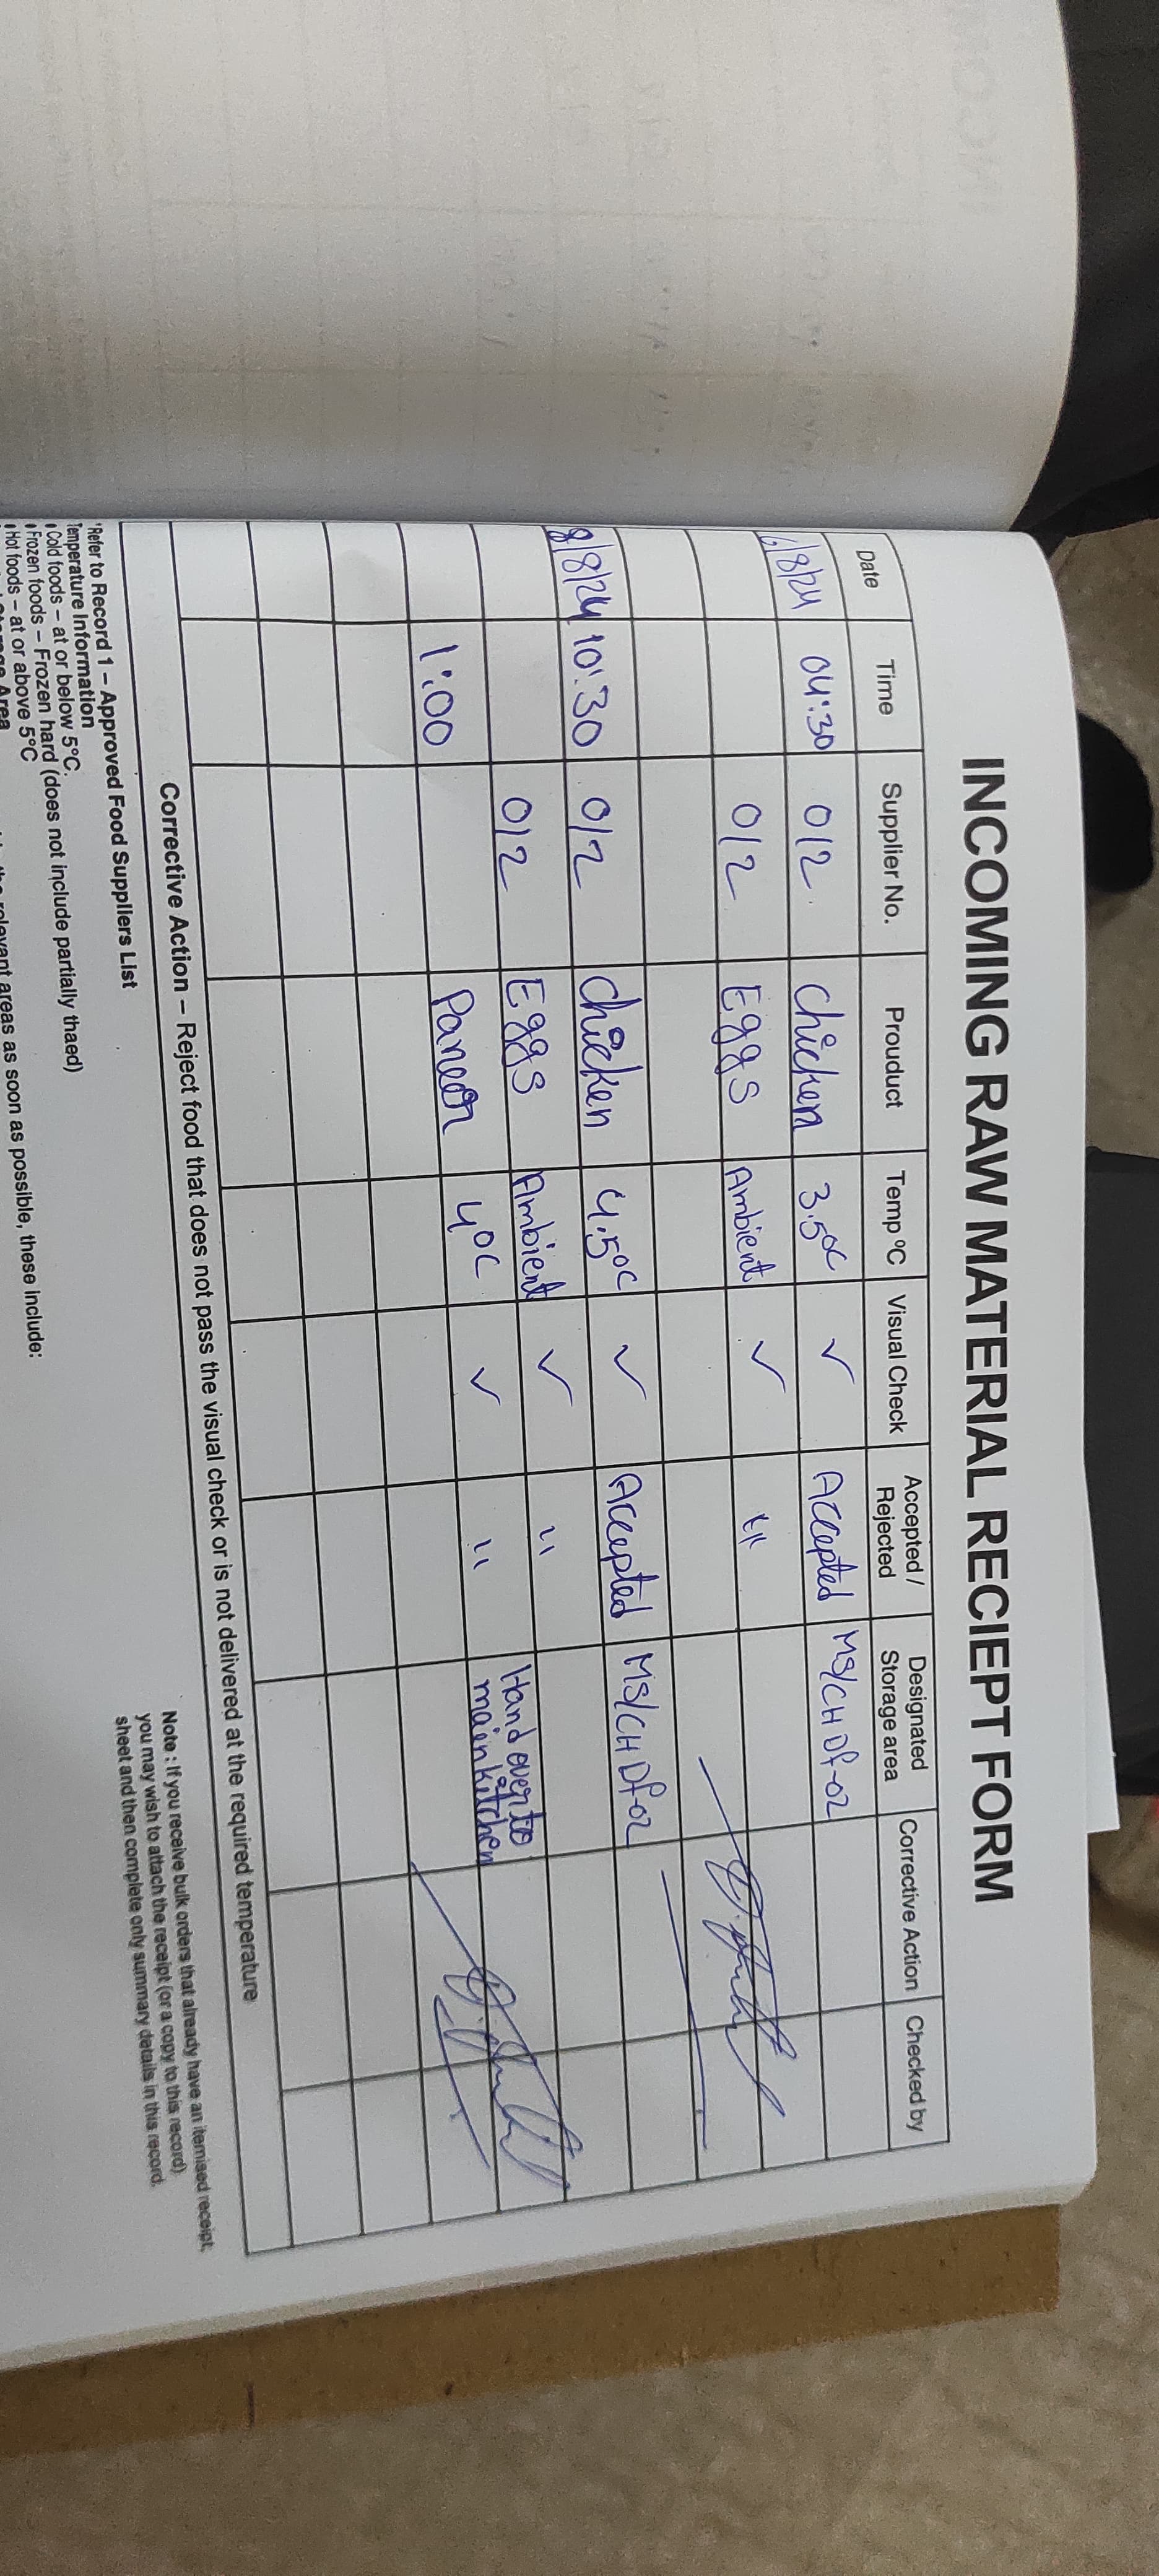 INCOMING RAW MATERIAL RECIEPT FORM
Date Time Supplier No. Prouduct Temp ºC Visual Check Accepted / Rejected Designated Storage area Corrective Action Checked by
6/8/24 04:30 012 Chicken 3.5°C ✓ Accepted MS/CH Df-02
012 Eggs Ambient ✓ "
8/8/24 10:30 012 Chicken 4.5°C ✓ Accepted MS/CH Df-02
012 Eggs Ambient ✓ "
1:00 Paneer 4°C ✓ " Hand over to main kitchen
Corrective Action – Reject food that does not pass the visual check or is not delivered at the required temperature
*Refer to Record 1 – Approved Food Suppliers List
Temperature Information
• Cold foods – at or below 5ºC.
• Frozen foods – Frozen hard (does not include partially thaed)
• Hot foods – at or above 5ºC
Storage Area
the relevant areas as soon as possible, these include:
Note : If you receive bulk orders that already have an itemised receipt,
you may wish to attach the receipt (or a copy to this record)
sheet and then complete only summary details in this record.